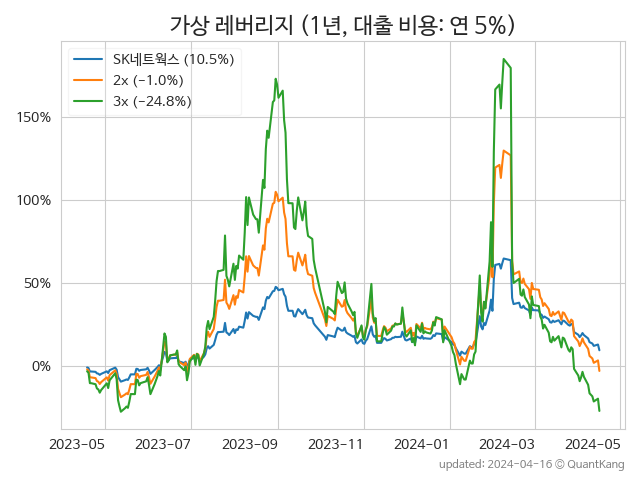 가상 레버리지 (1년, 대출 비용: 연 5%)
SK네트웍스 (10.5%)
2x (−1.0%)
3x (−24.8%)
150%
100%
50%
0%
2023-05 2023-07 2023-09 2023-11 2024-01 2024-03 2024-05
updated: 2024-04-16 © QuantKang